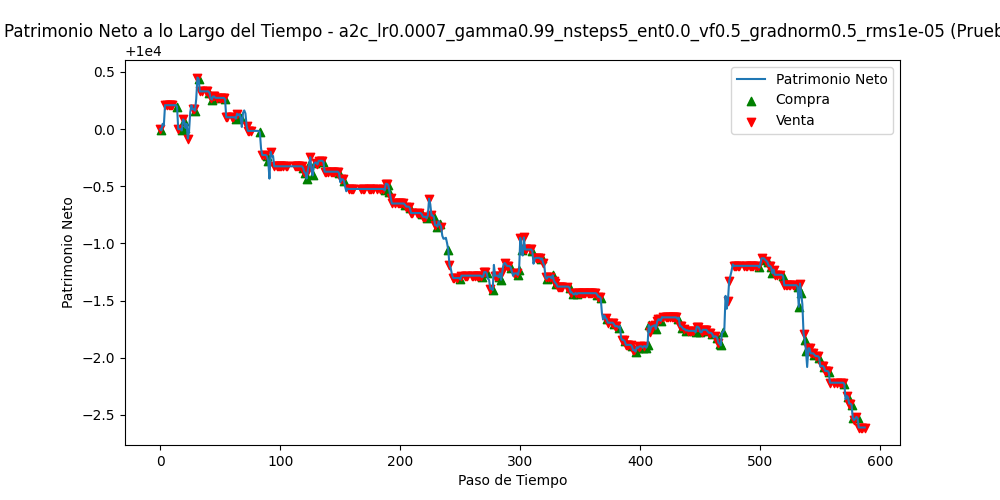 Patrimonio Neto a lo Largo del Tiempo - a2c_lr0.0007_gamma0.99_nsteps5_ent0.0_vf0.5_gradnorm0.5_rms1e-05 (Prueb
+1e4
Patrimonio Neto
Compra
Venta
0.5
0.0
−0.5
−1.0
−1.5
−2.0
−2.5
Patrimonio Neto
0 100 200 300 400 500 600
Paso de Tiempo